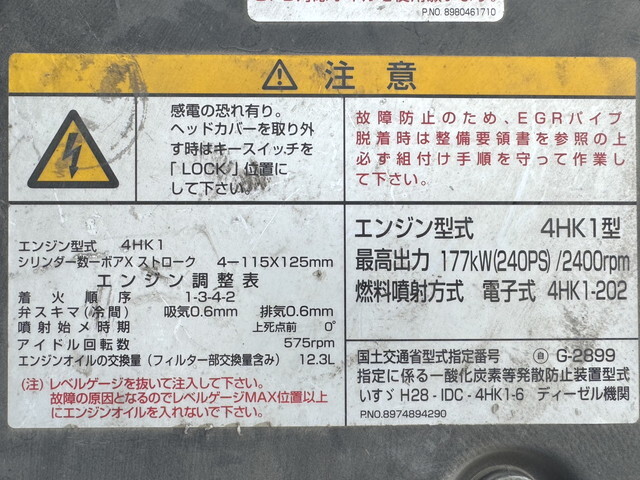 P.NO. 8980461710
注意
感電の恐れ有り。
ヘッドカバーを取り外
す時はキースイッチを
「LOCK」位置に
して下さい。
故障防止のため、EGRパイプ
脱着時は整備要領書を参照の上
必ず組付け手順を守って作業し
て下さい。
エンジン型式 4HK1
シリンダー数ーボアX ストローク 4－115X125mm
エンジン調整表
着火順序 1-3-4-2
弁スキマ(冷間) 吸気0.6mm 排気0.6mm
噴射始メ時期 上死点前 0°
アイドル回転数 575rpm
エンジンオイルの交換量(フィルター部交換量含み) 12.3L
(注) レベルゲージを抜いて注入して下さい。
故障の原因となるのでレベルゲージMAX位置以上
にエンジンオイルを入れないで下さい。
エンジン型式 4HK1型
最高出力 177kW(240PS)/2400rpm
燃料噴射方式 電子式 4HK1-202
国土交通省型式指定番号 自 G-2899
指定に係る一酸化炭素等発散防止装置型式
いすゞ H28 - IDC - 4HK1-6 ディーゼル機関
P.NO.8974894290